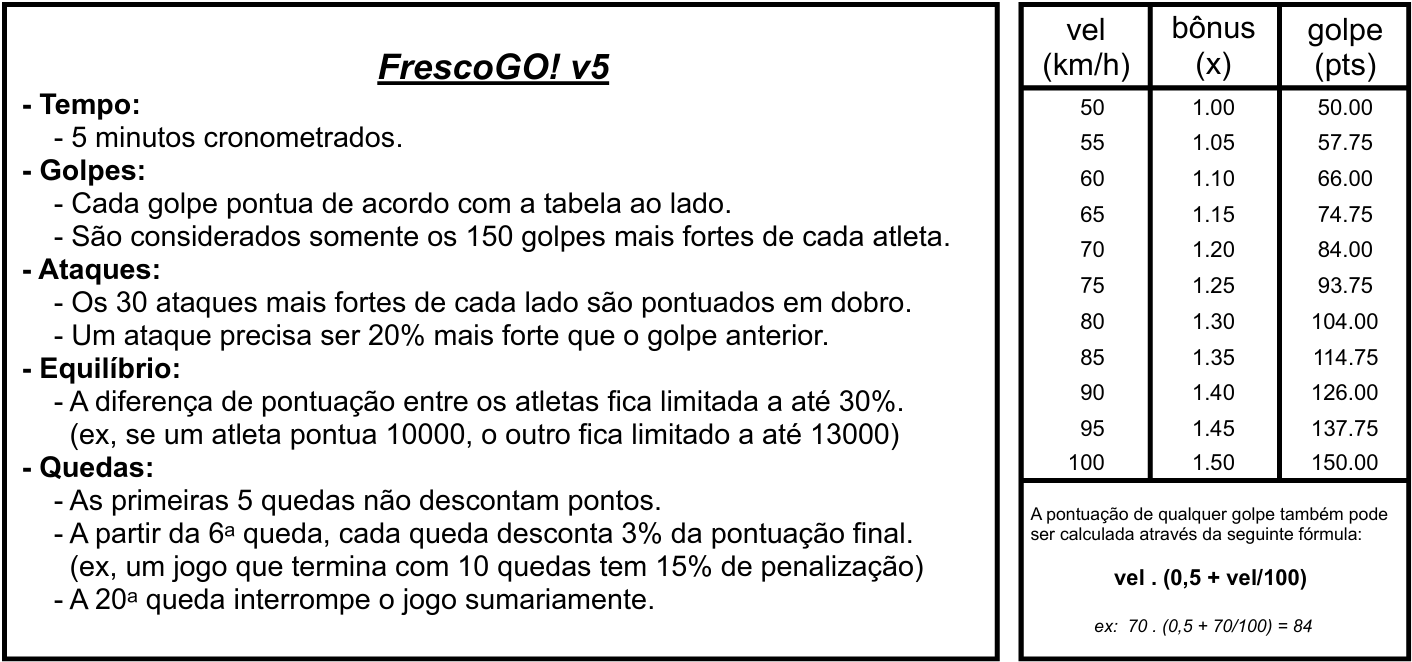 FrescoGO! v5
- Tempo:
- 5 minutos cronometrados.
- Golpes:
- Cada golpe pontua de acordo com a tabela ao lado.
- São considerados somente os 150 golpes mais fortes de cada atleta.
- Ataques:
- Os 30 ataques mais fortes de cada lado são pontuados em dobro.
- Um ataque precisa ser 20% mais forte que o golpe anterior.
- Equilíbrio:
- A diferença de pontuação entre os atletas fica limitada a até 30%.
(ex, se um atleta pontua 10000, o outro fica limitado a até 13000)
- Quedas:
- As primeiras 5 quedas não descontam pontos.
- A partir da 6ª queda, cada queda desconta 3% da pontuação final.
(ex, um jogo que termina com 10 quedas tem 15% de penalização)
- A 20ª queda interrompe o jogo sumariamente.
vel bônus golpe
(km/h) (x) (pts)
50 1.00 50.00
55 1.05 57.75
60 1.10 66.00
65 1.15 74.75
70 1.20 84.00
75 1.25 93.75
80 1.30 104.00
85 1.35 114.75
90 1.40 126.00
95 1.45 137.75
100 1.50 150.00
A pontuação de qualquer golpe também pode
ser calculada através da seguinte fórmula:
vel . (0,5 + vel/100)
ex: 70 . (0,5 + 70/100) = 84